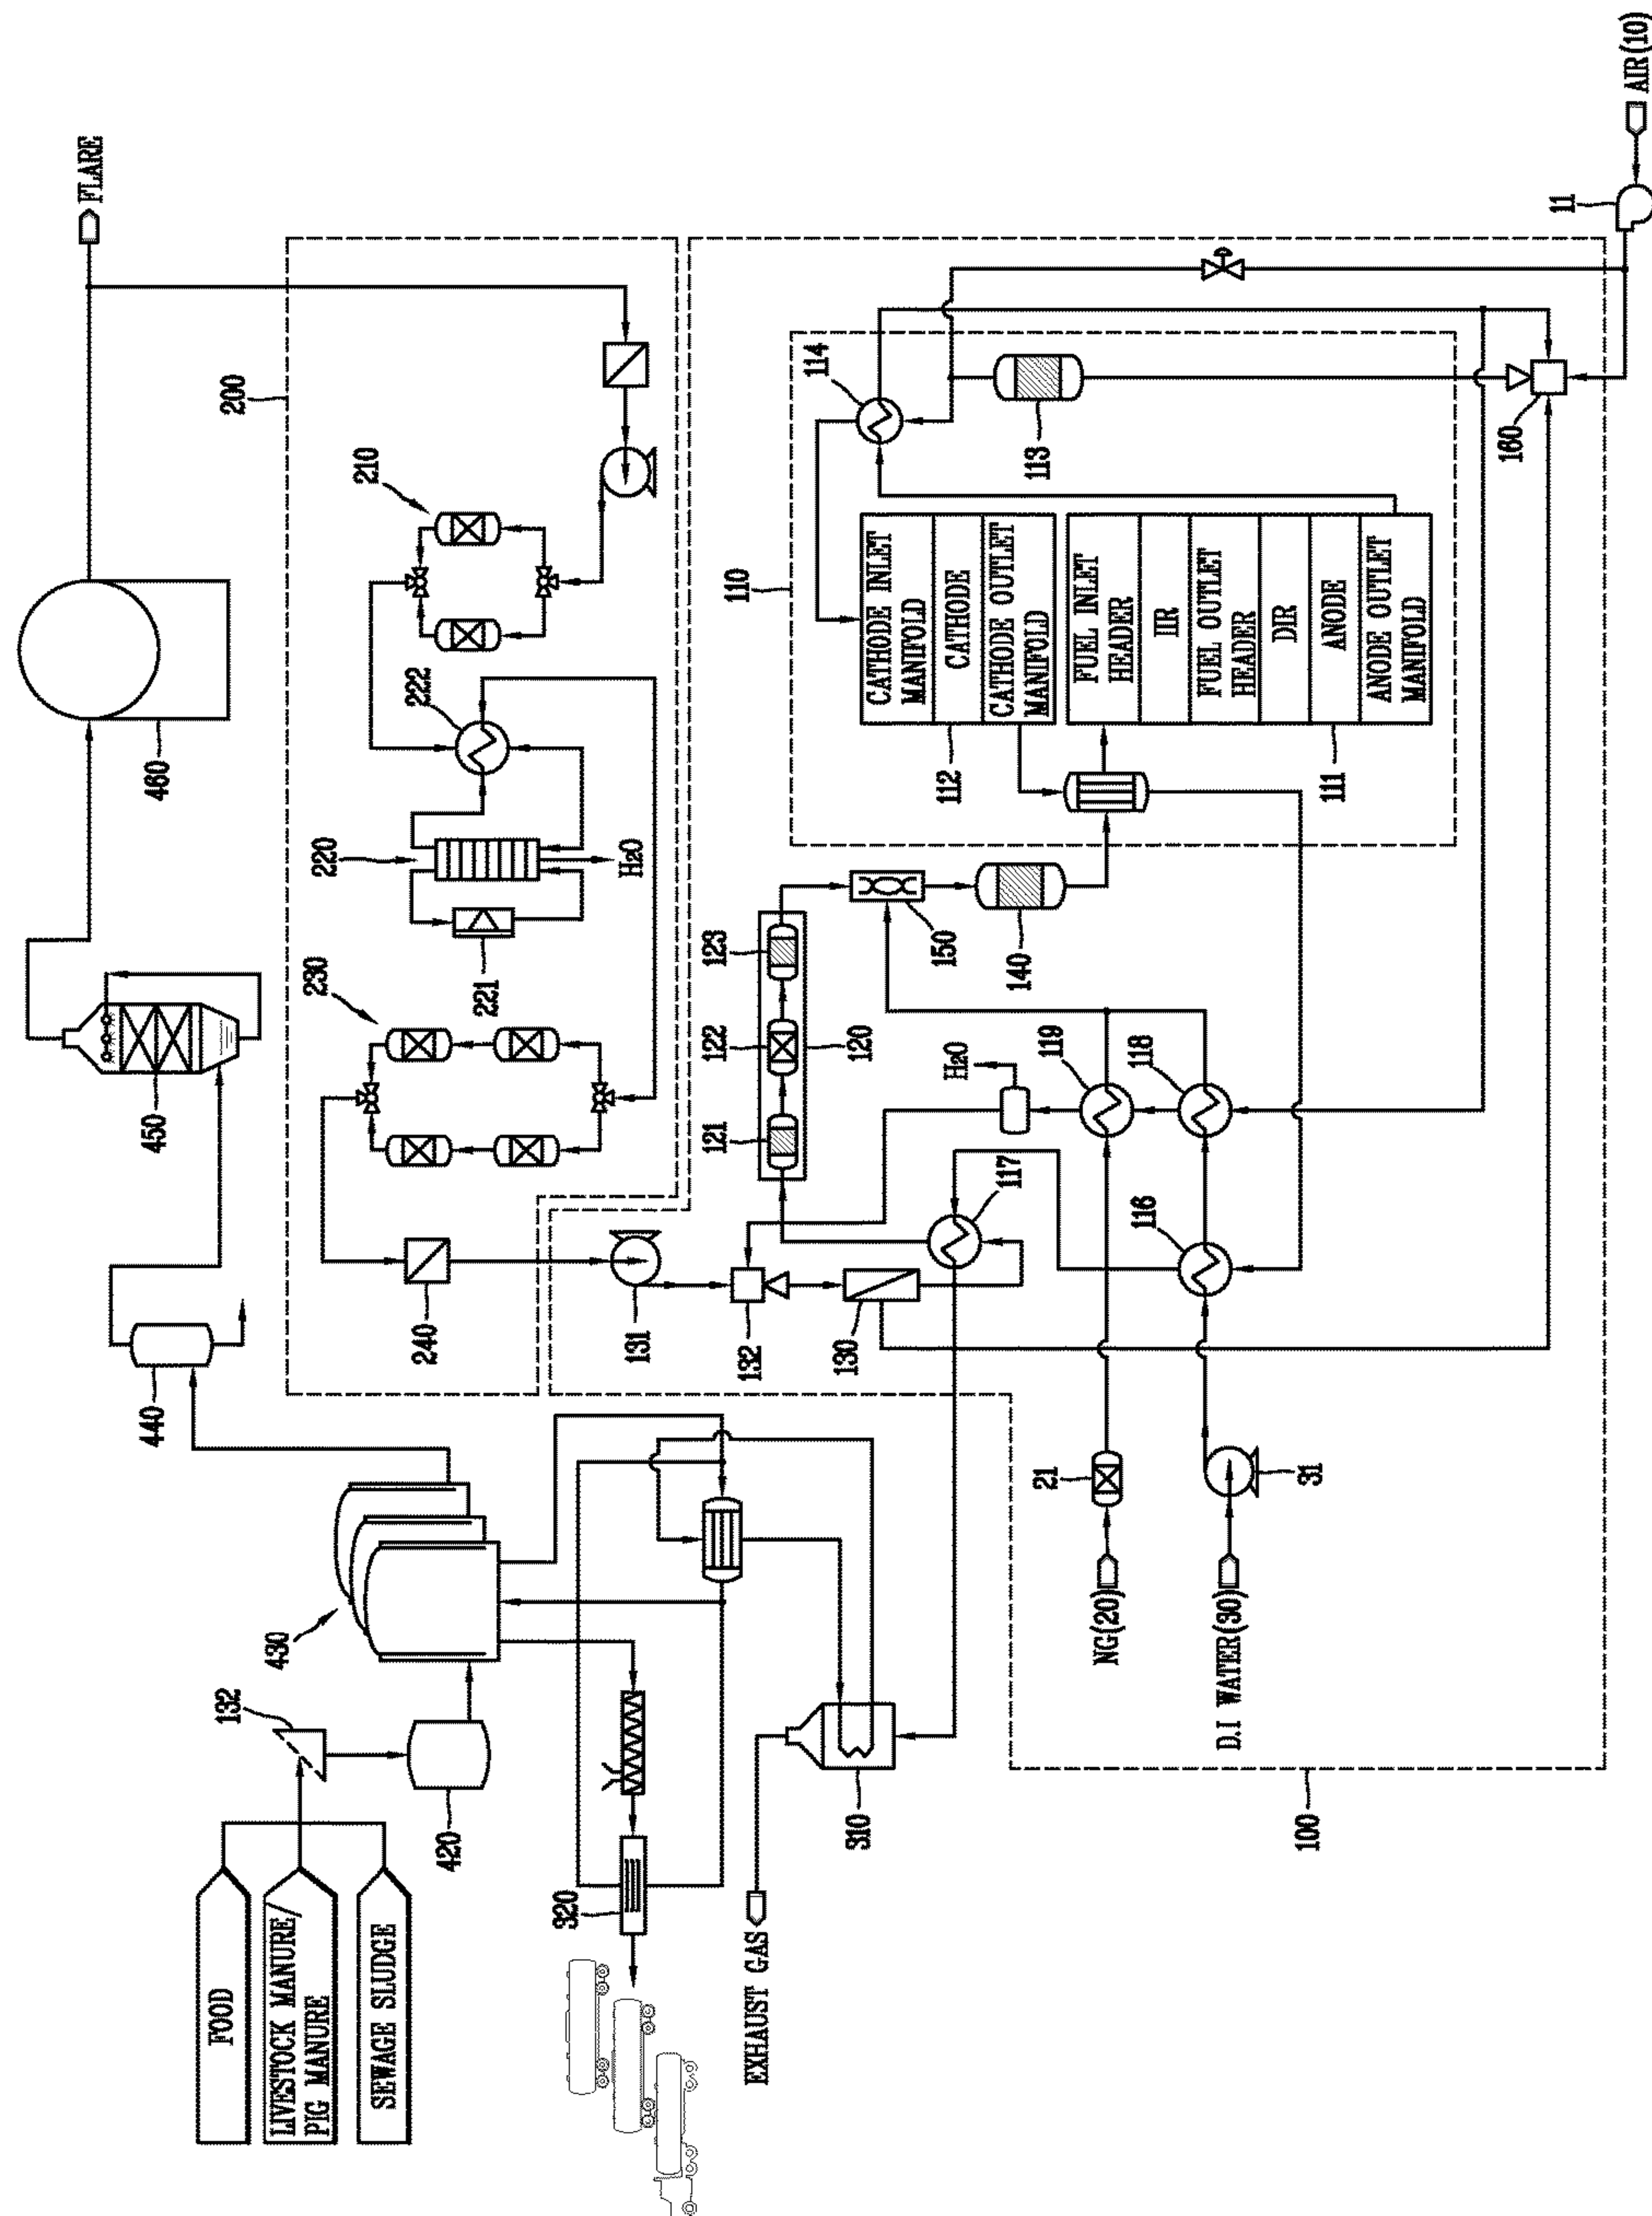 FOOD
LIVESTOCK MANURE/
PIG MANURE
SEWAGE SLUDGE
132
420
430
440
450
460
FLARE
200
210
222
220
H2O
221
230
240
320
310
EXHAUST GAS
131
132
130
117
121
122
123
120
150
140
H2O
119
118
116
21
NG(20)
31
D.I WATER(30)
100
110
114
113
CATHODE INLET
MANIFOLD
CATHODE
CATHODE OUTLET
MANIFOLD
112
FUEL INLET
HEADER
IIR
FUEL OUTLET
HEADER
DIR
ANODE
ANODE OUTLET
MANIFOLD
111
160
11
AIR(10)